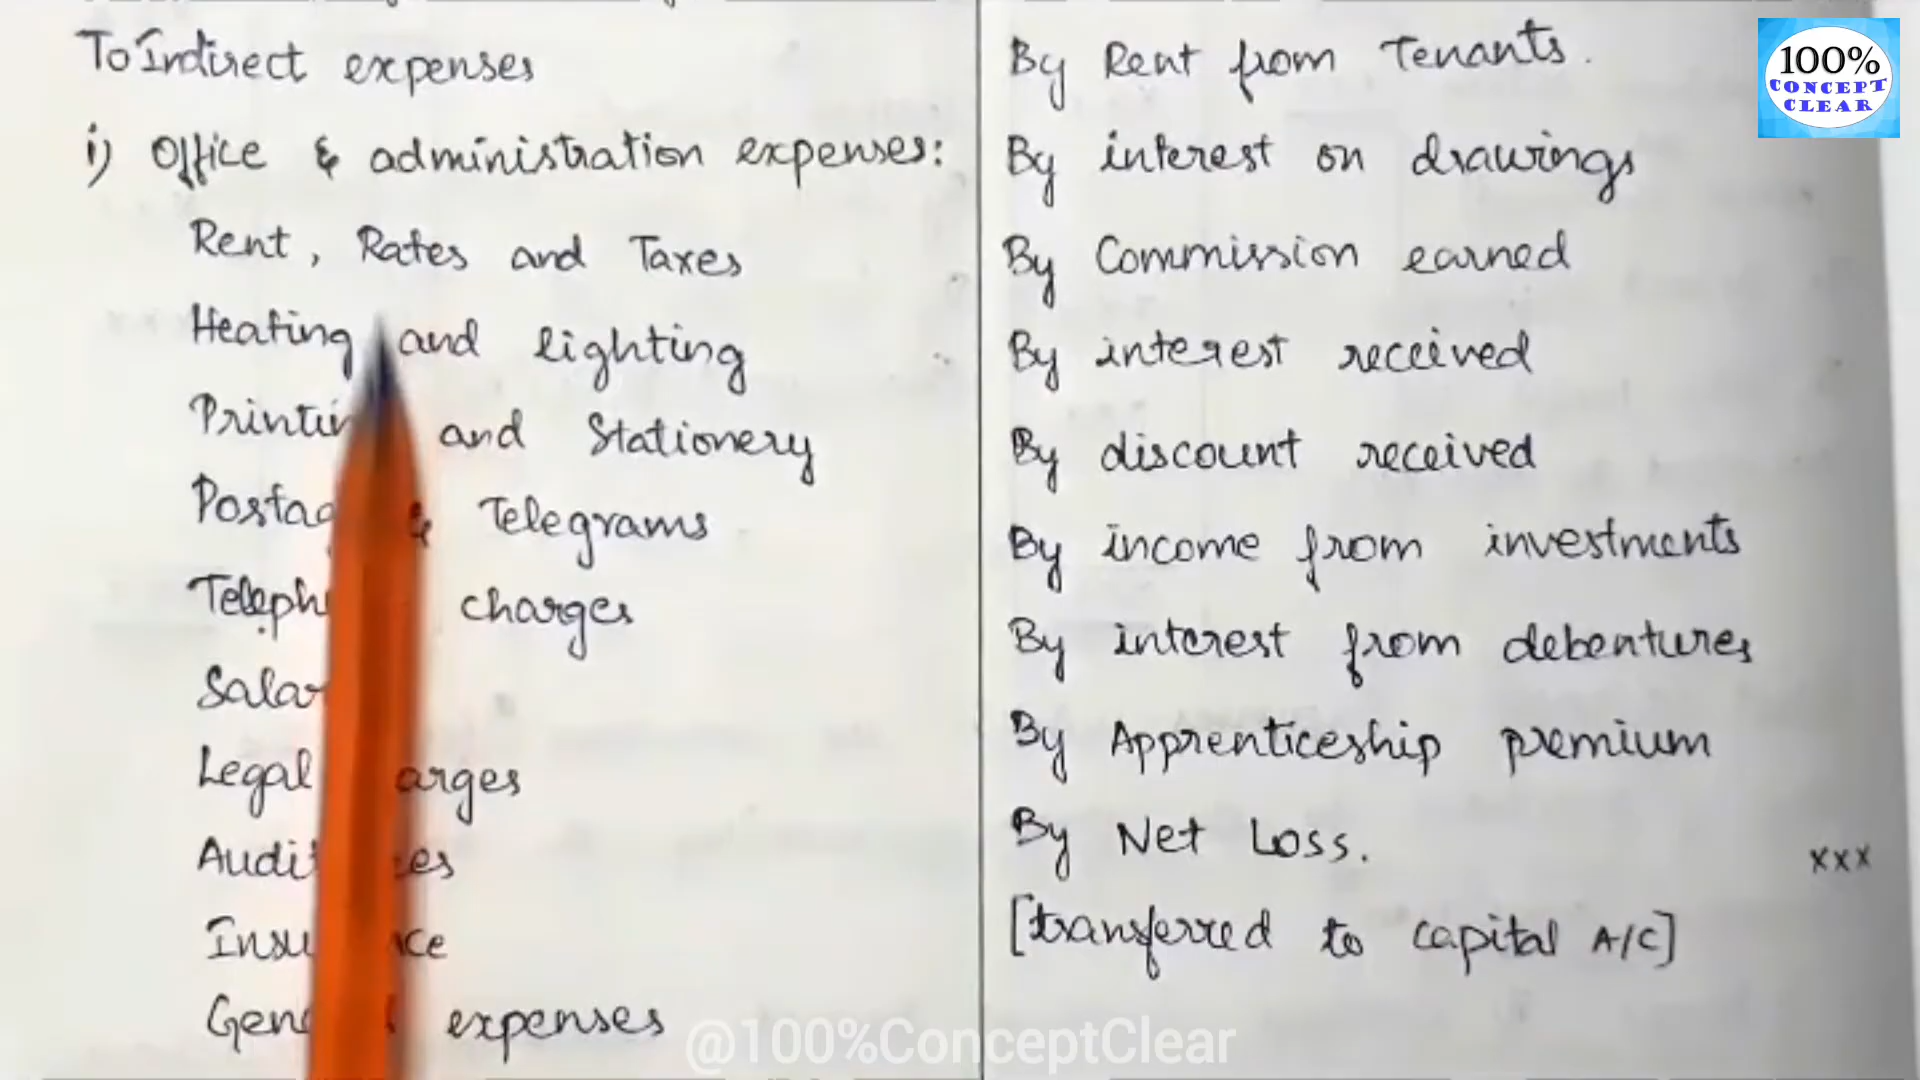 To Indirect expenses
i) Office & administration expenses:
Rent, Rates and Taxes
Heating and lighting
and Stationery
& Telegrams
charges
Legal
expenses
By Rent from Tenants.
By interest on drawings
By Commission earned
By interest received
By discount received
By income from investments
By interest from debentures
By Apprenticeship premium
By Net Loss. xxx
[transferred to capital A/C]
100%
CONCEPT
CLEAR
@100%ConceptClear